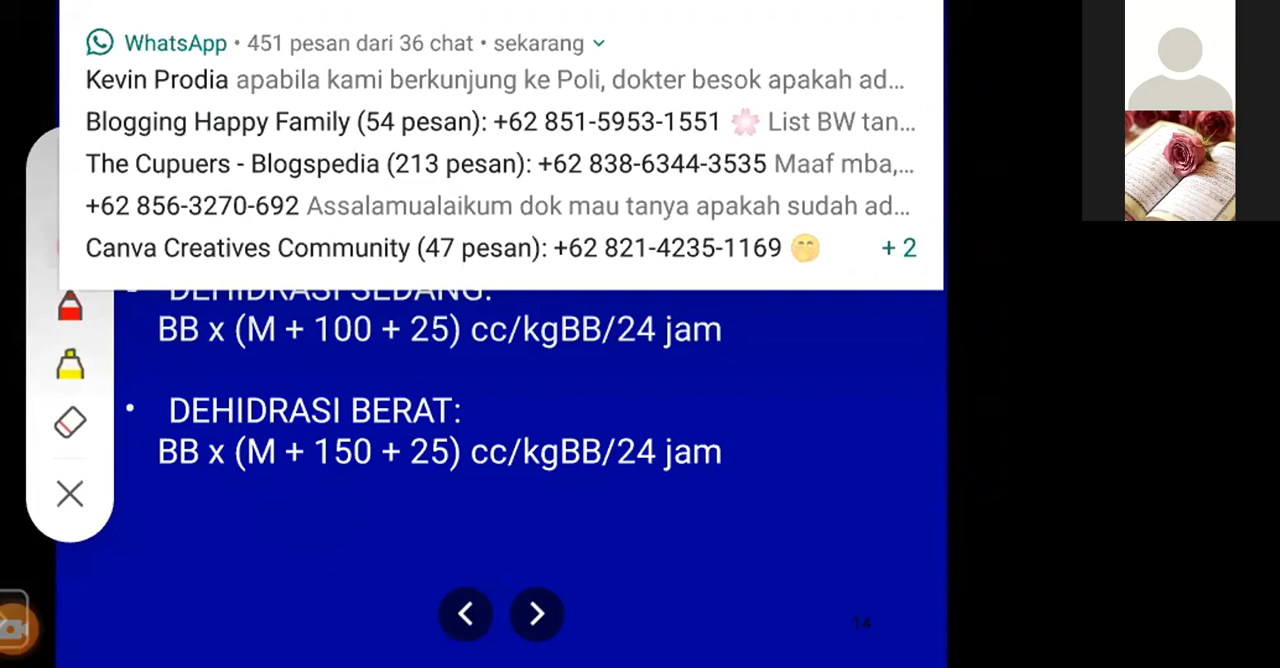 WhatsApp • 451 pesan dari 36 chat • sekarang
Kevin Prodia apabila kami berkunjung ke Poli, dokter besok apakah ad...
Blogging Happy Family (54 pesan): +62 851-5953-1551 🌸 List BW tan...
The Cupuers - Blogspedia (213 pesan): +62 838-6344-3535 Maaf mba,...
+62 856-3270-692 Assalamualaikum dok mau tanya apakah sudah ad...
Canva Creatives Community (47 pesan): +62 821-4235-1169 🤭 + 2
• DEHIDRASI SEDANG:
BB x (M + 100 + 25) cc/kgBB/24 jam
• DEHIDRASI BERAT:
BB x (M + 150 + 25) cc/kgBB/24 jam
14